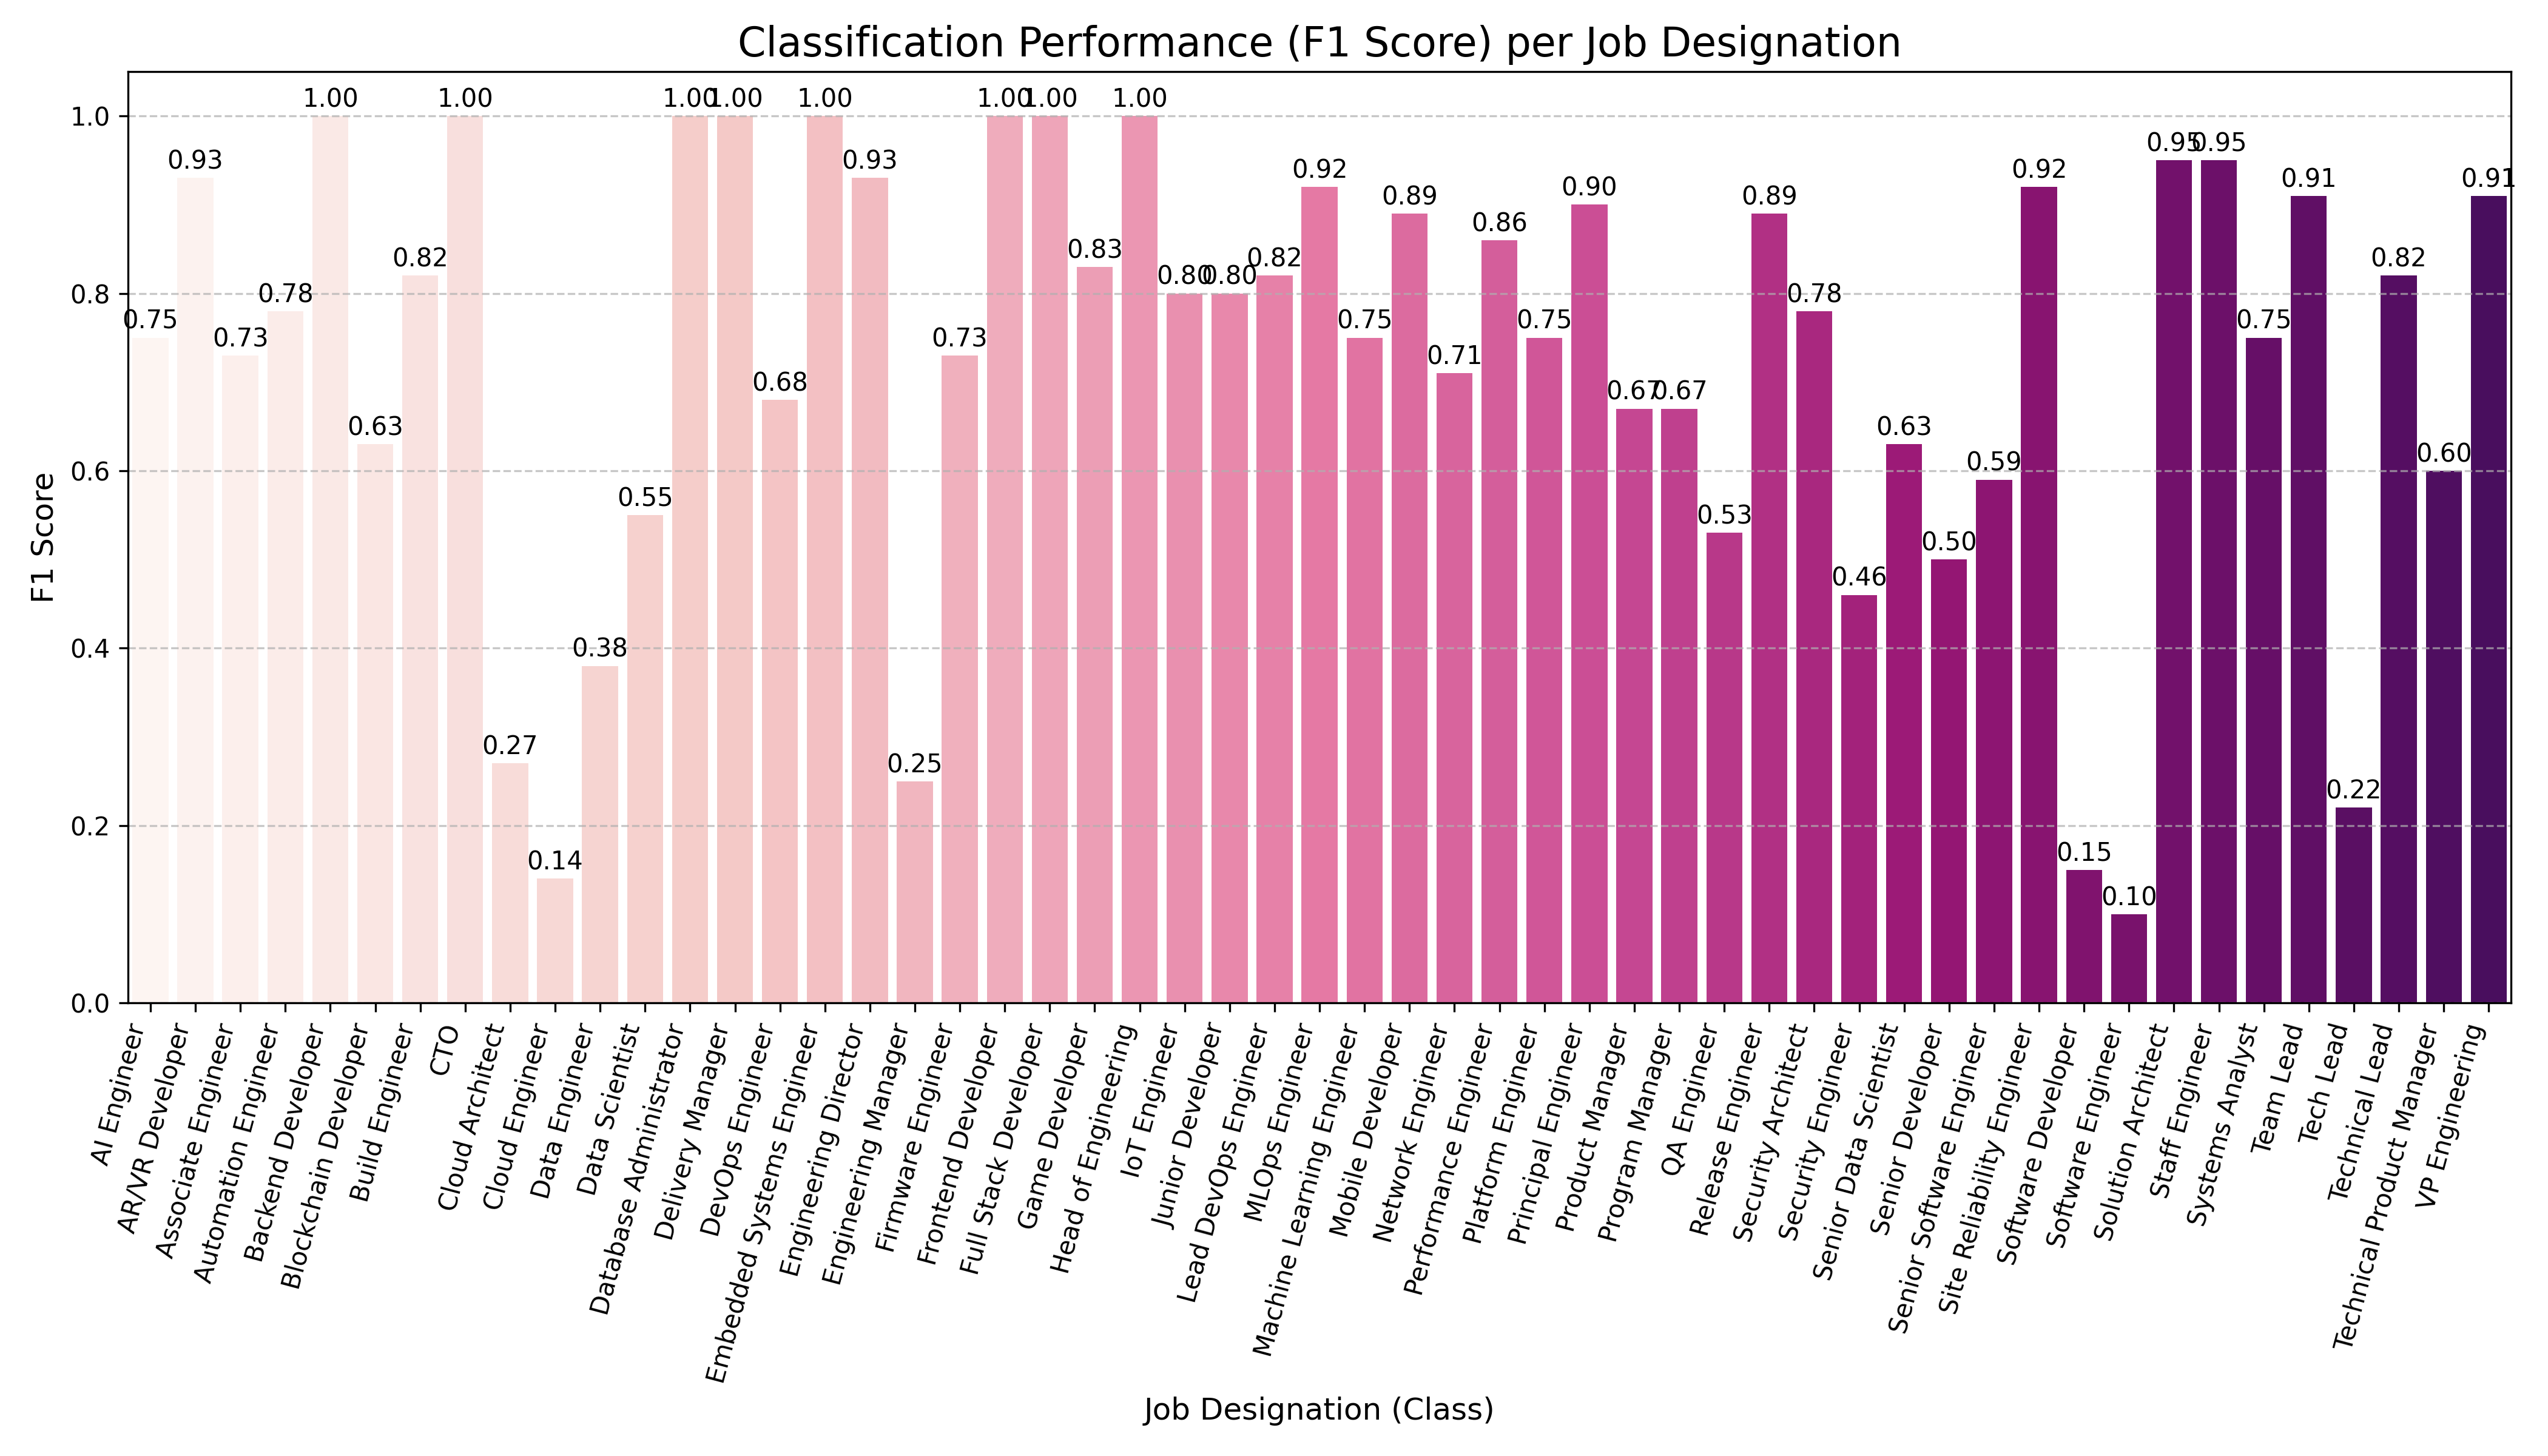 Classification Performance (F1 Score) per Job Designation
F1 Score
1.0
0.8
0.6
0.4
0.2
0.0
0.75
0.93
0.73
0.78
1.00
0.63
0.82
1.00
0.27
0.14
0.38
0.55
1.00
1.00
0.68
1.00
0.93
0.25
0.73
1.00
1.00
0.83
1.00
0.80
0.80
0.82
0.92
0.75
0.89
0.71
0.86
0.75
0.90
0.67
0.67
0.53
0.89
0.78
0.46
0.63
0.50
0.59
0.92
0.15
0.10
0.95
0.95
0.75
0.91
0.22
0.82
0.60
0.91
AI Engineer
AR/VR Developer
Associate Engineer
Automation Engineer
Backend Developer
Blockchain Developer
Build Engineer
CTO
Cloud Architect
Cloud Engineer
Data Engineer
Data Scientist
Database Administrator
Delivery Manager
DevOps Engineer
Embedded Systems Engineer
Engineering Director
Engineering Manager
Firmware Engineer
Frontend Developer
Full Stack Developer
Game Developer
Head of Engineering
IoT Engineer
Junior Developer
Lead DevOps Engineer
MLOps Engineer
Machine Learning Engineer
Mobile Developer
Network Engineer
Performance Engineer
Platform Engineer
Principal Engineer
Product Manager
Program Manager
QA Engineer
Release Engineer
Security Architect
Security Engineer
Senior Data Scientist
Senior Developer
Senior Software Engineer
Site Reliability Engineer
Software Developer
Software Engineer
Solution Architect
Staff Engineer
Systems Analyst
Team Lead
Tech Lead
Technical Lead
Technical Product Manager
VP Engineering
Job Designation (Class)